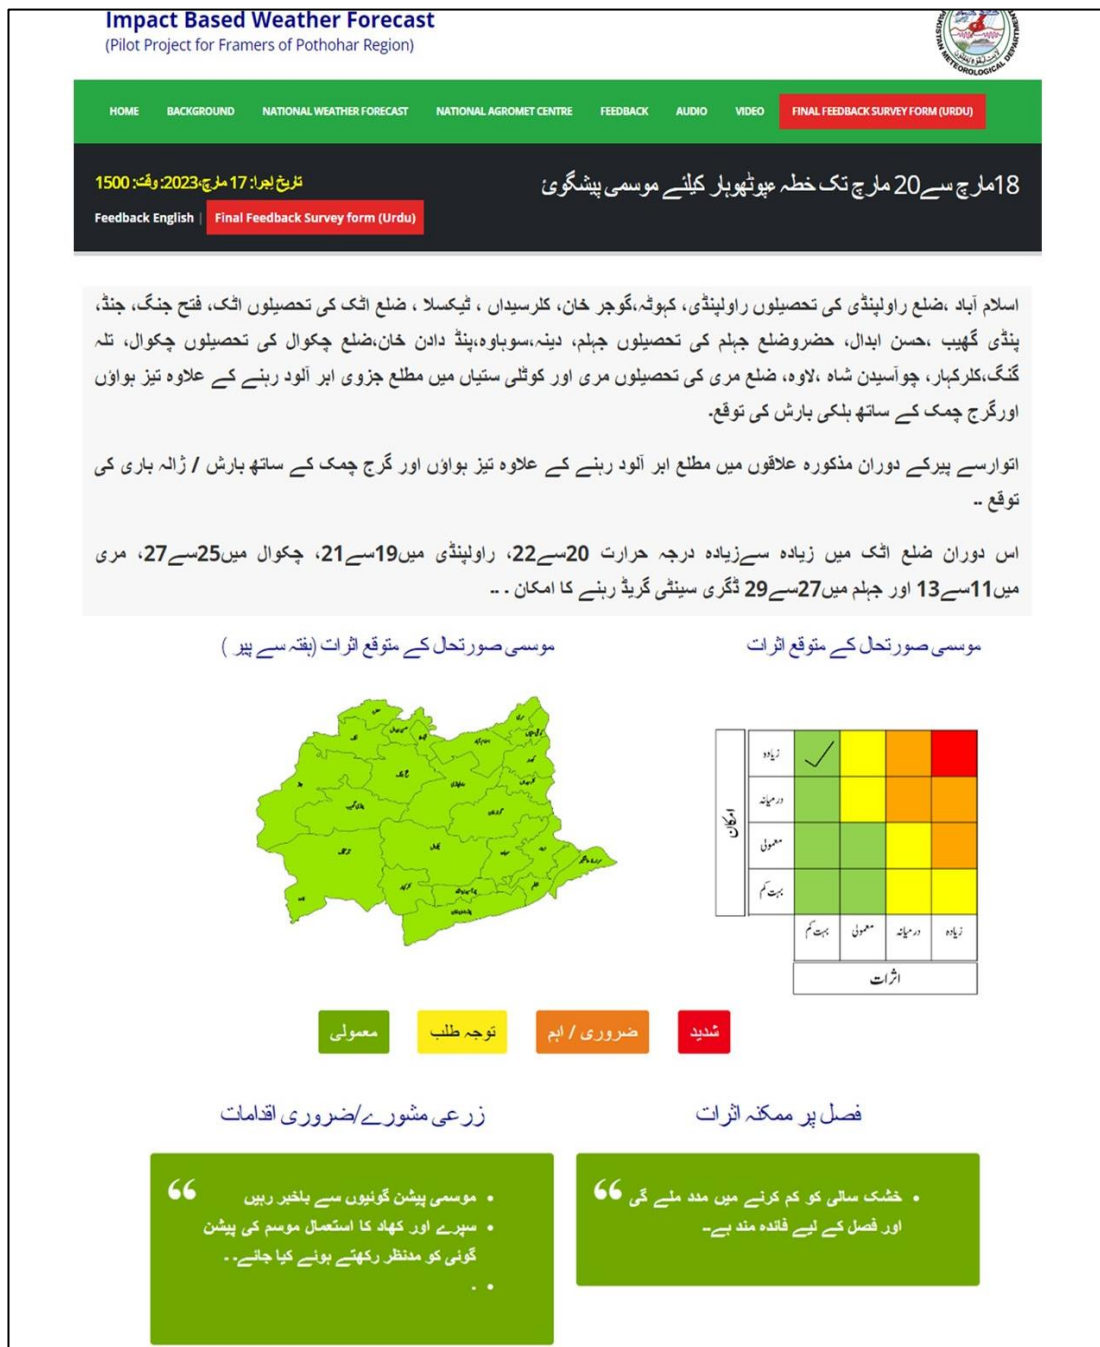 Impact Based Weather Forecast
(Pilot Project for Framers of Pothohar Region)
PAKISTAN METEOROLOGICAL DEPARTMENT
HOME BACKGROUND NATIONAL WEATHER FORECAST NATIONAL AGROMET CENTRE FEEDBACK AUDIO VIDEO FINAL FEEDBACK SURVEY FORM (URDU)
18مارچ سے20 مارچ تک خطہ ءپوٹھوہار کیلئے موسمی پیشگوئ
تاریخ اجرا: 17 مارچ،2023: وقت: 1500
Feedback English | Final Feedback Survey form (Urdu)
اسلام آباد ،ضلع راولپنڈی کی تحصیلوں راولپنڈی، کہوٹہ،گوجر خان، کلرسیداں ، ٹیکسلا ، ضلع اٹک کی تحصیلوں اٹک، فتح جنگ، جنڈ،
پنڈی گھیب ،حسن ابدال، حضروضلع جہلم کی تحصیلوں جہلم، دینہ،سوہاوہ،پنڈ دادن خان،ضلع چکوال کی تحصیلوں چکوال، تلہ
گنگ،کلرکہار، چوآسیدن شاہ ،لاوہ، ضلع مری کی تحصیلوں مری اور کوٹلی ستیاں میں مطلع جزوی ابر آلود رہنے کے علاوہ تیز ہواؤں
اورگرج چمک کے ساتھ ہلکی بارش کی توقع۔
اتوارسے پیرکے دوران مذکورہ علاقوں میں مطلع ابر آلود رہنے کے علاوہ تیز ہواؤں اور گرج چمک کے ساتھ بارش / ژالہ باری کی
توقع ۔۔
اس دوران ضلع اٹک میں زیادہ سےزیادہ درجہ حرارت 20سے22، راولپنڈی میں19سے21، چکوال میں25سے27، مری
میں11سے13 اور جہلم میں27سے29 ڈگری سینٹی گریڈ رہنے کا امکان . ۔۔
موسمی صورتحال کے متوقع اثرات
موسمی صورتحال کے متوقع اثرات (ہفتہ سے پیر )
امکان
زیادہ
درمیانہ
معمولی
بہت کم
بہت کم معمولی درمیانہ زیادہ
اثرات
شدید
ضروری / اہم
توجہ طلب
معمولی
فصل پر ممکنہ اثرات
خشک سالی کو کم کرنے میں مدد ملے گی
اور فصل کے لیے فائدہ مند ہے۔
زرعی مشورے/ضروری اقدامات
موسمی پیشن گوئیوں سے باخبر رہیں
سپرے اور کھاد کا استعمال موسم کی پیشن
گوئی کو مدنظر رکھتے ہوئے کیا جائے. .
.